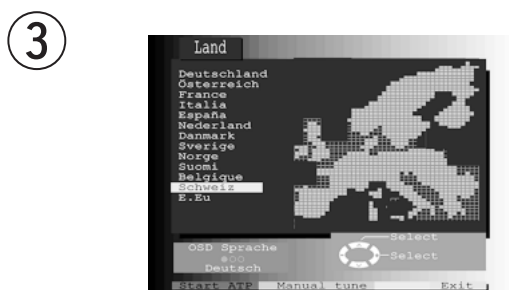 3
Land
Deutschland
Österreich
France
Italia
España
Nederland
Danmark
Sverige
Norge
Suomi
Belgique
Schweiz
E.Eu
OSD Sprache
Deutsch
Select
Select
Start ATP Manual tune Exit